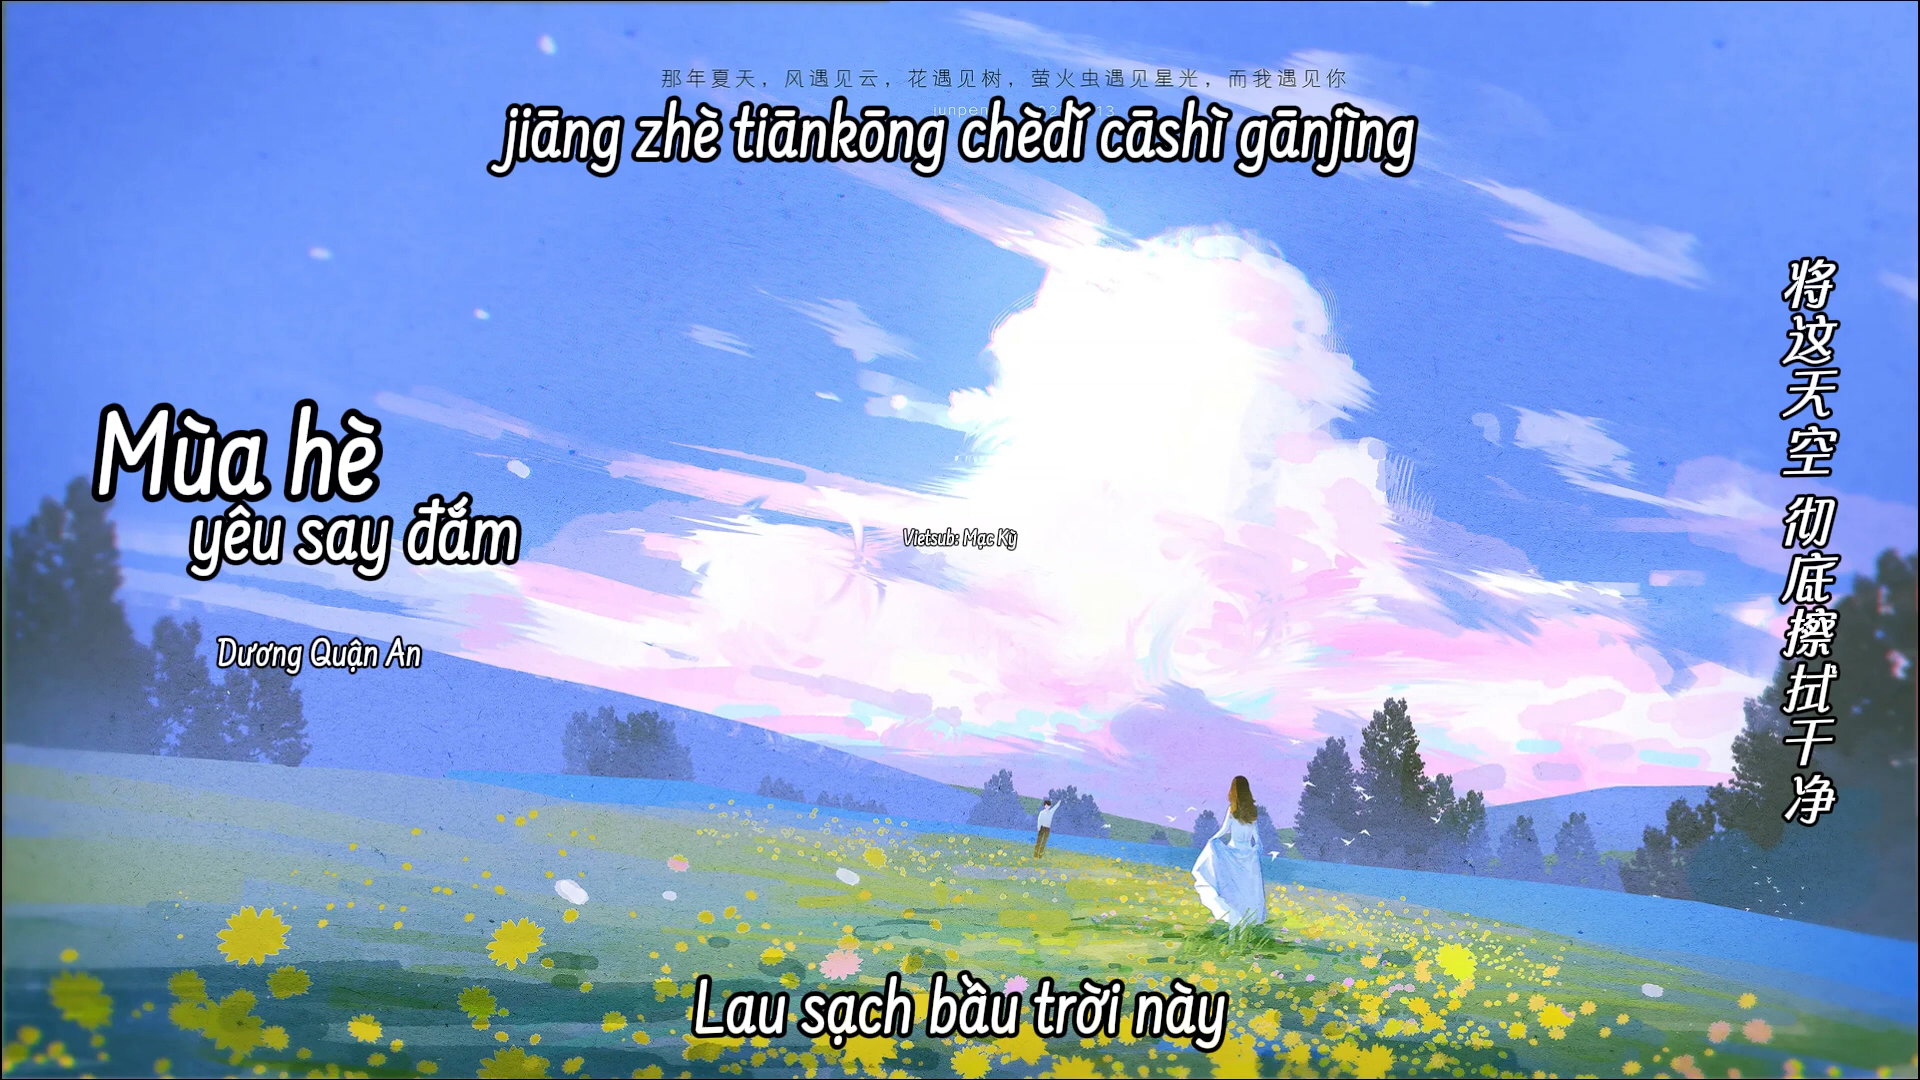 那年夏天，风遇见云，花遇见树，萤火虫遇见星光，而我遇见你
jiāng zhè tiānkōng chèdǐ cāshì gānjìng
将这天空 彻底擦拭干净
Mùa hè
yêu say đắm
Vietsub: Mạc Kỳ
Dương Quận An
Lau sạch bầu trời này